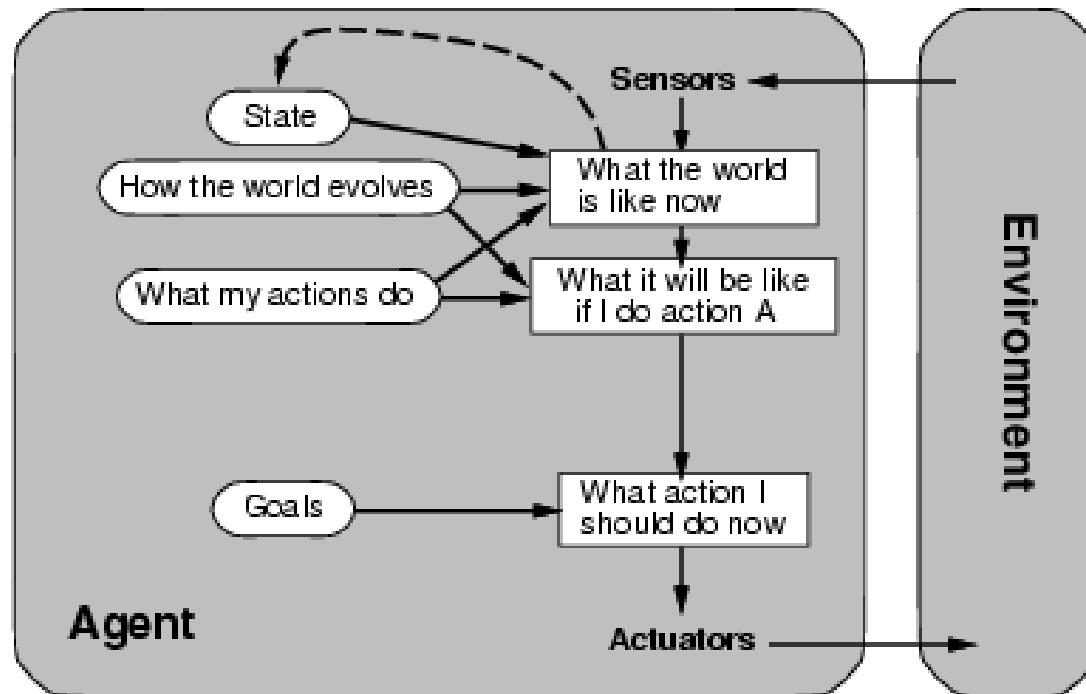 Sensors
State
What the world
is like now
How the world evolves
What my actions do
What it will be like
if I do action A
Goals
What action I
should do now
Agent
Actuators
Environment